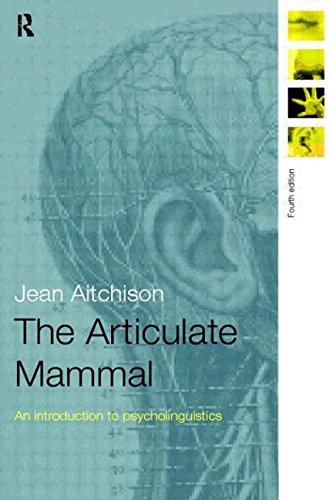 R
Fourth edition
Jean Aitchison
The Articulate
Mammal
An introduction to psycholinguistics